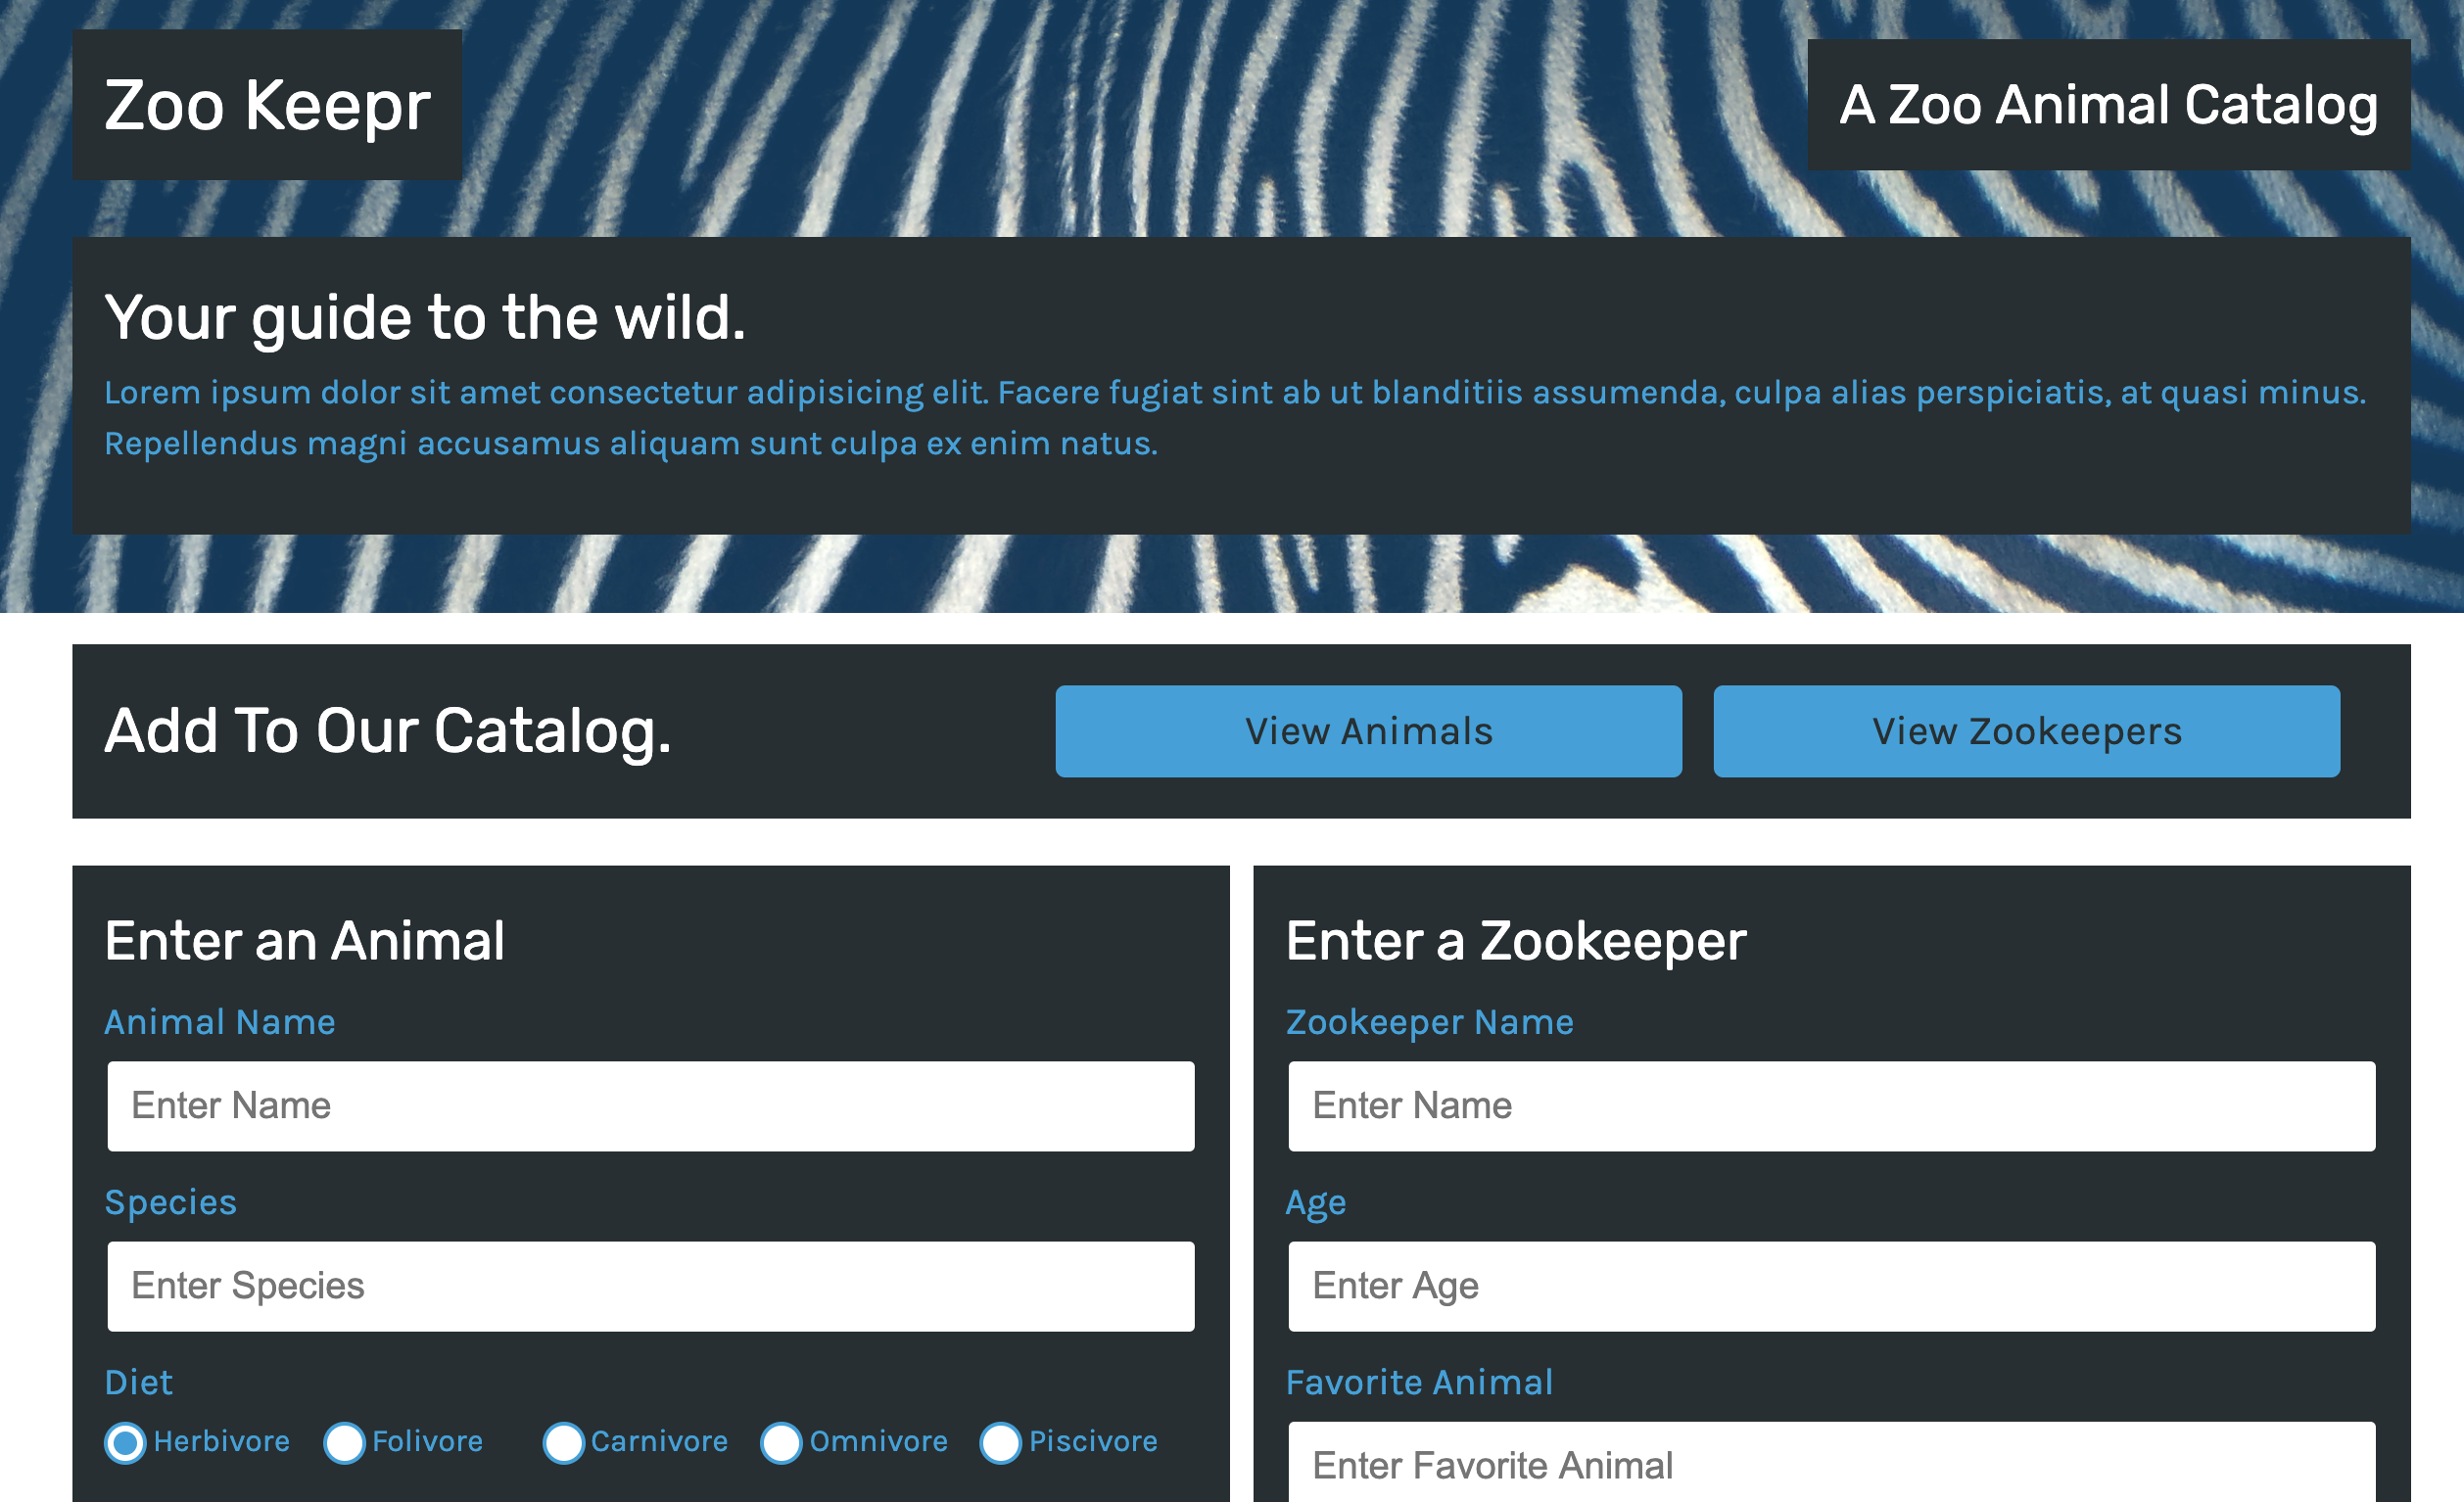 Zoo Keepr
A Zoo Animal Catalog
Your guide to the wild.
Lorem ipsum dolor sit amet consectetur adipisicing elit. Facere fugiat sint ab ut blanditiis assumenda, culpa alias perspiciatis, at quasi minus.
Repellendus magni accusamus aliquam sunt culpa ex enim natus.
Add To Our Catalog.
View Animals
View Zookeepers
Enter an Animal
Animal Name
Enter Name
Species
Enter Species
Diet
Herbivore Folivore Carnivore Omnivore Piscivore
Enter a Zookeeper
Zookeeper Name
Enter Name
Age
Enter Age
Favorite Animal
Enter Favorite Animal